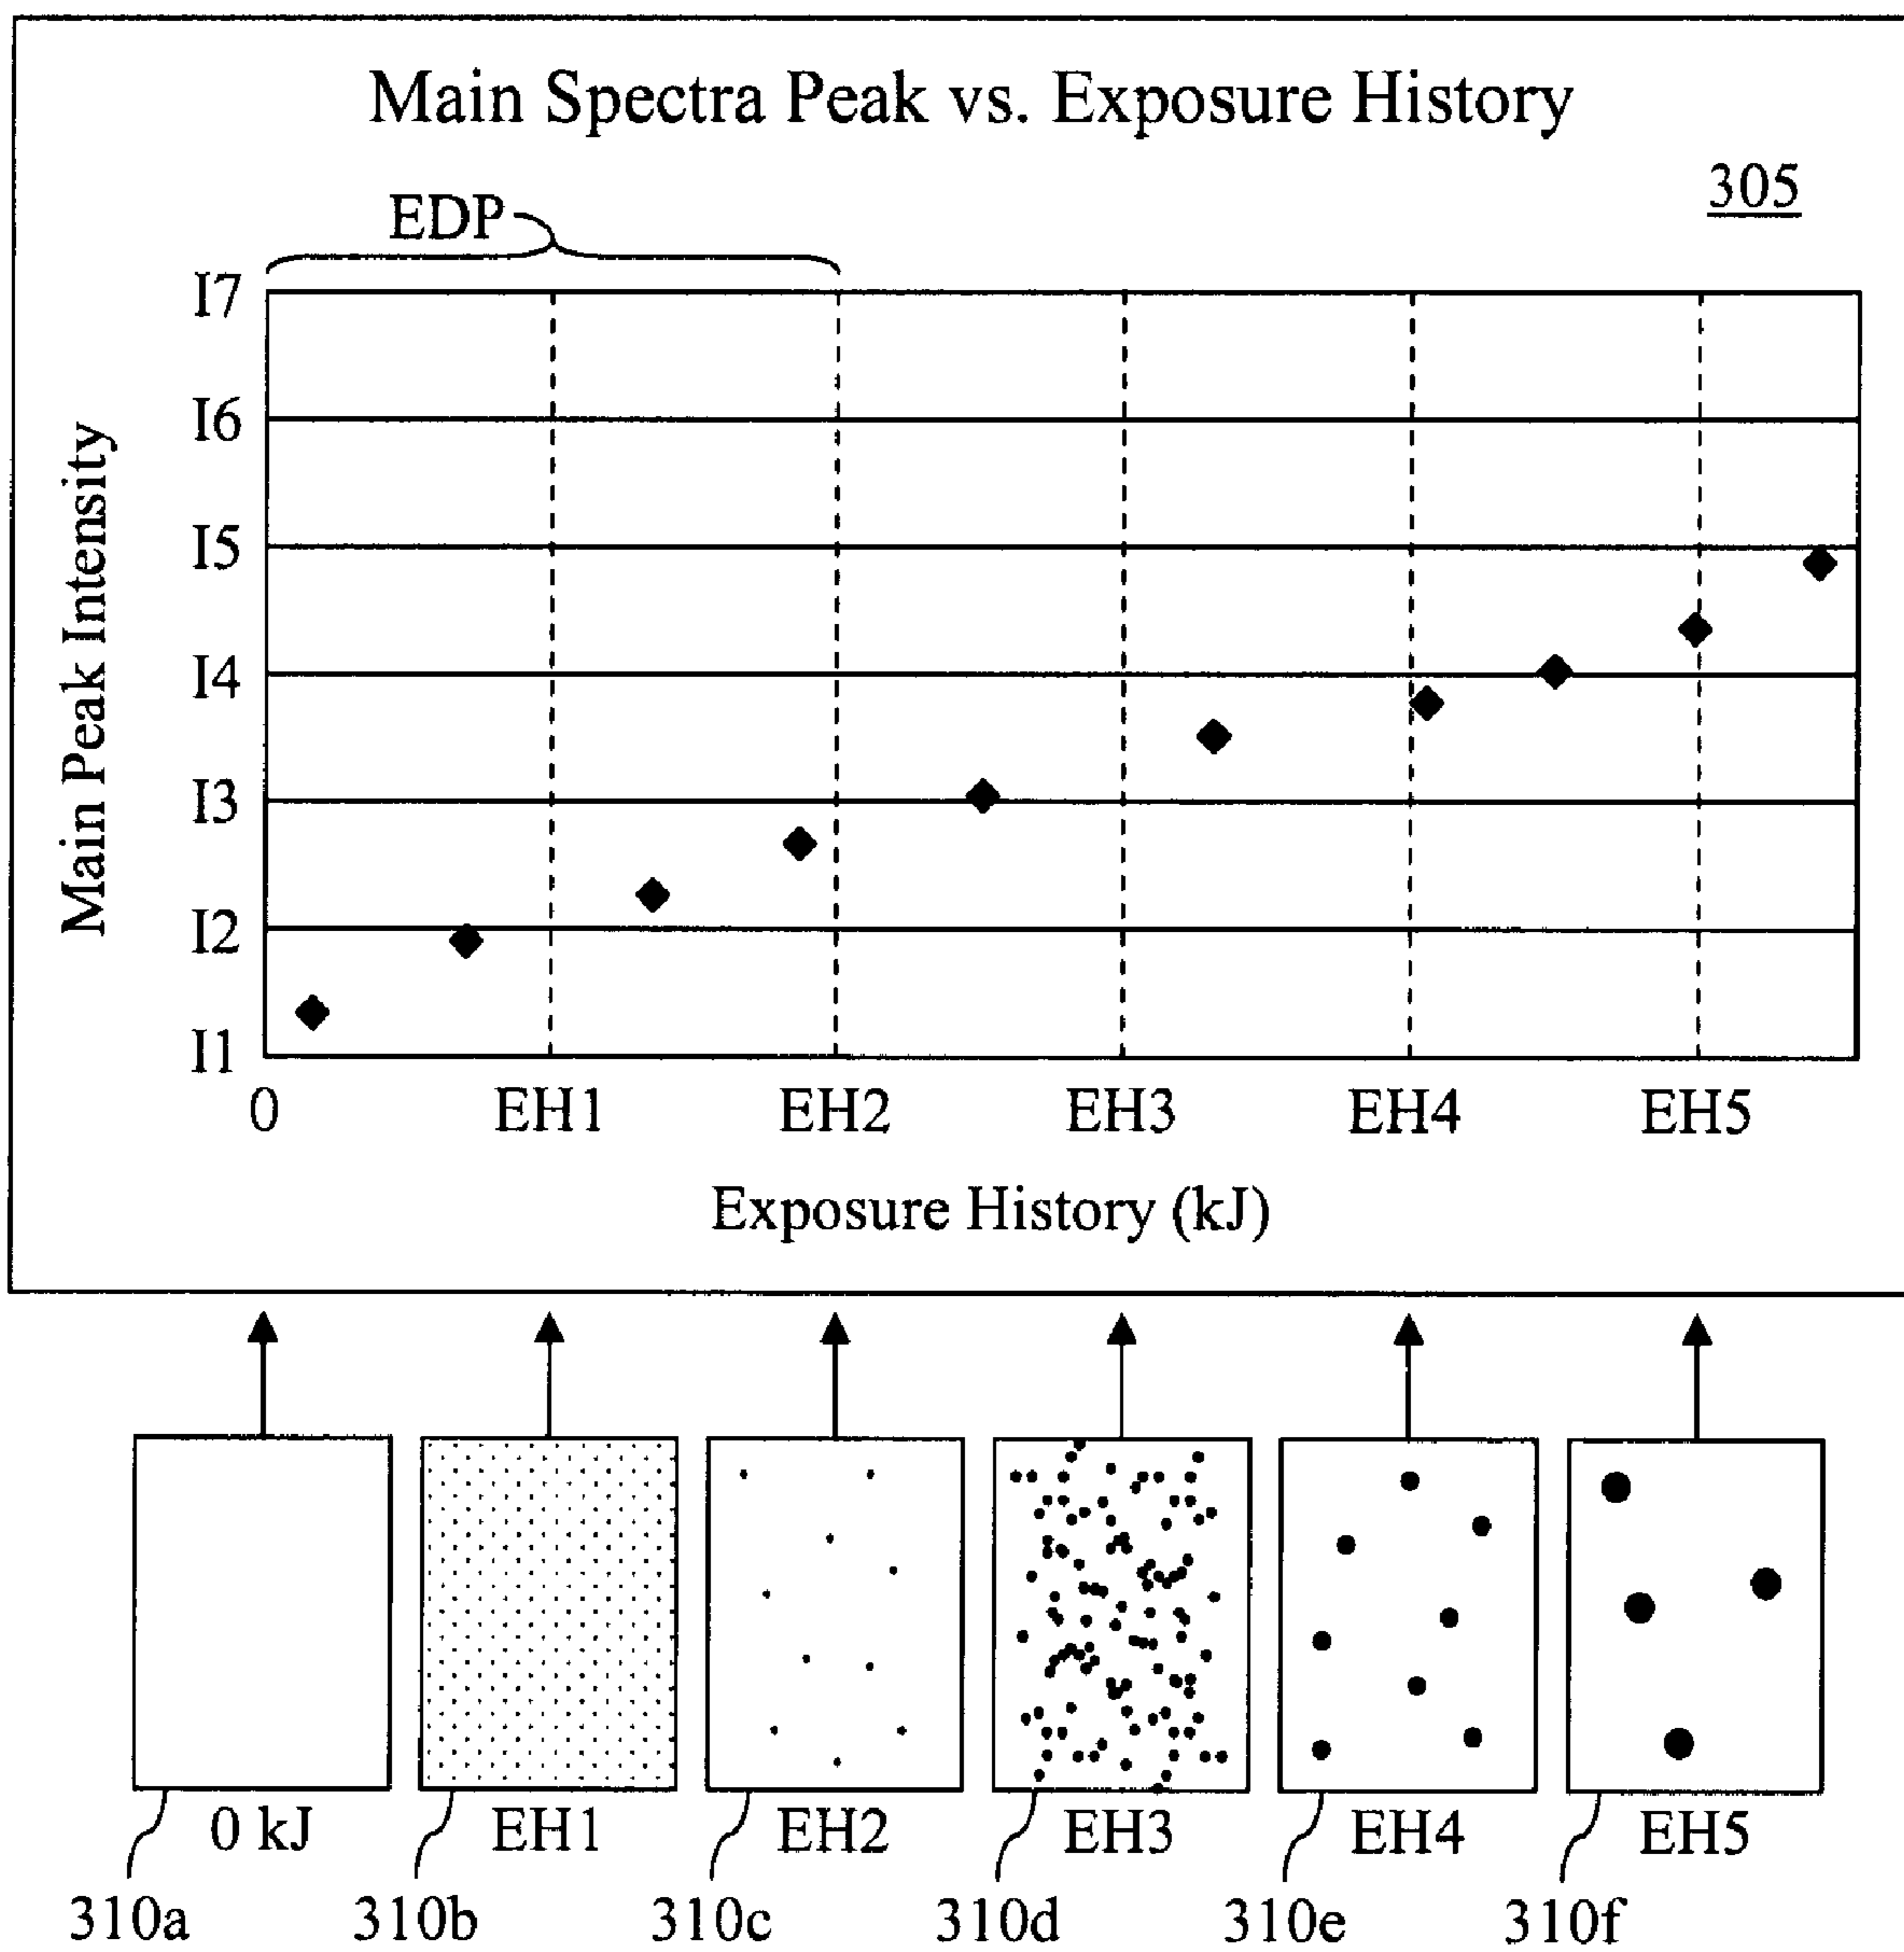 Main Spectra Peak vs. Exposure History
305
EDP
I7
I6
I5
I4
I3
I2
I1
Main Peak Intensity
0 EH1 EH2 EH3 EH4 EH5
Exposure History (kJ)
0 kJ EH1 EH2 EH3 EH4 EH5
310a 310b 310c 310d 310e 310f